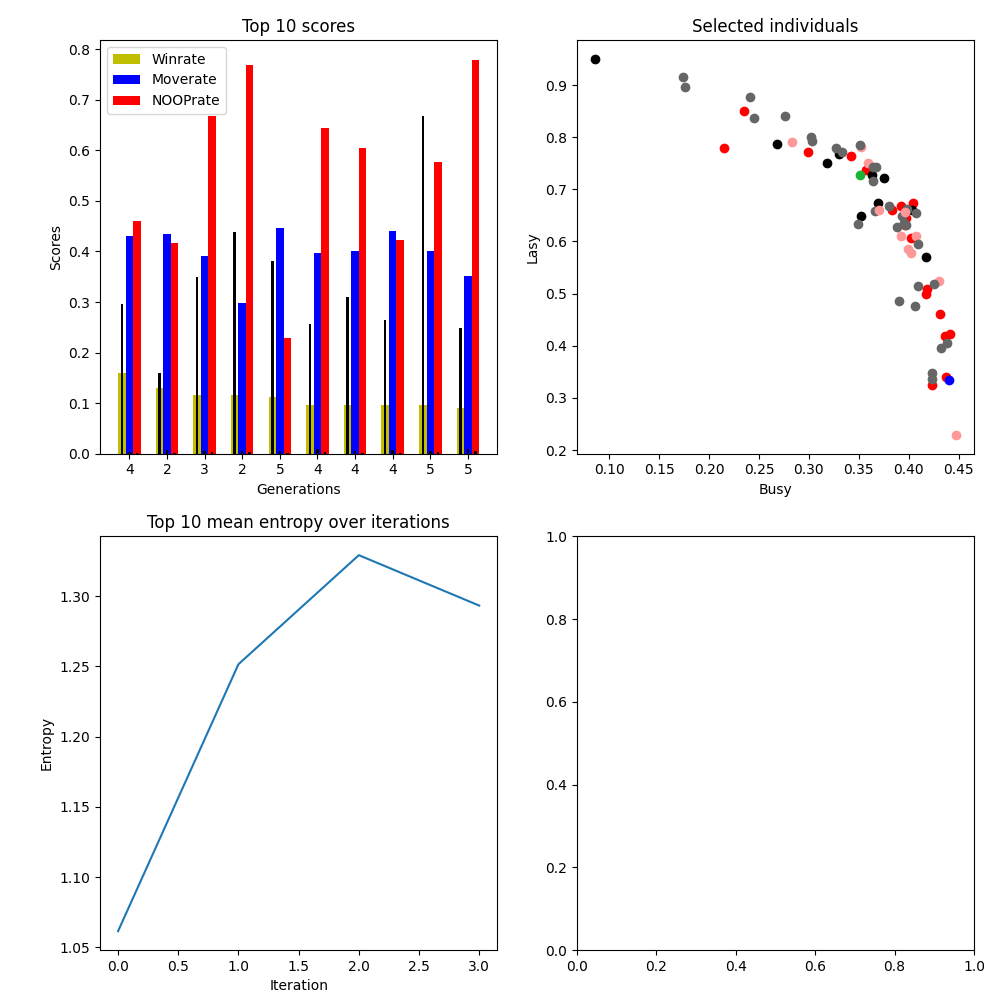 Top 10 scores
Winrate
Moverate
NOOPrate
0.8
0.7
0.6
0.5
0.4
0.3
0.2
0.1
0.0
Scores
4 2 3 2 5 4 4 4 5 5
Generations
Selected individuals
0.9
0.8
0.7
0.6
0.5
0.4
0.3
0.2
Lasy
0.10 0.15 0.20 0.25 0.30 0.35 0.40 0.45
Busy
Top 10 mean entropy over iterations
1.30
1.25
1.20
1.15
1.10
1.05
Entropy
0.0 0.5 1.0 1.5 2.0 2.5 3.0
Iteration
1.0
0.8
0.6
0.4
0.2
0.0
0.0 0.2 0.4 0.6 0.8 1.0